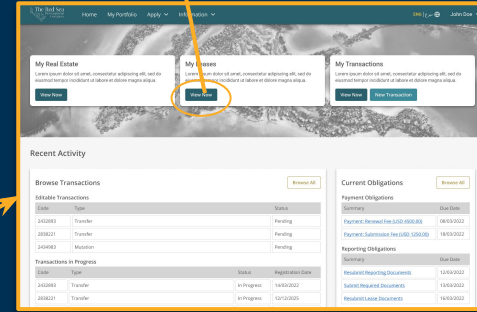 The Red Sea
Home My Portfolio Apply Information ENG John Doe
My Real Estate
Lorem ipsum dolor sit amet, consectetur adipiscing elit, sed do
eiusmod tempor incididunt ut labore et dolore magna aliqua.
View Now
My Leases
Lorem ipsum dolor sit amet, consectetur adipiscing elit, sed do
eiusmod tempor incididunt ut labore et dolore magna aliqua.
View Now
My Transactions
Lorem ipsum dolor sit amet, consectetur adipiscing elit, sed do
eiusmod tempor incididunt ut labore et dolore magna aliqua.
View Now New Transaction
Recent Activity
Browse Transactions Browse All
Editable Transactions
Code Type Status
2432893 Transfer Pending
2838221 Transfer Pending
2434983 Mutation Pending
Transactions in Progress
Code Type Status Registration Date
2432893 Transfer In Progress 14/03/2022
2838221 Transfer In Progress 12/12/2025
Current Obligations Browse All
Payment Obligations
Summary Due Date
Payment: Renewal Fee (USD 4500.80) 08/03/2022
Payment: Submission Fee (USD 1250.00) 18/03/2022
Reporting Obligations
Summary Due Date
Resubmit Reporting Documents 12/03/2022
Submit Required Documents 13/03/2022
Resubmit Lease Documents 16/03/2022